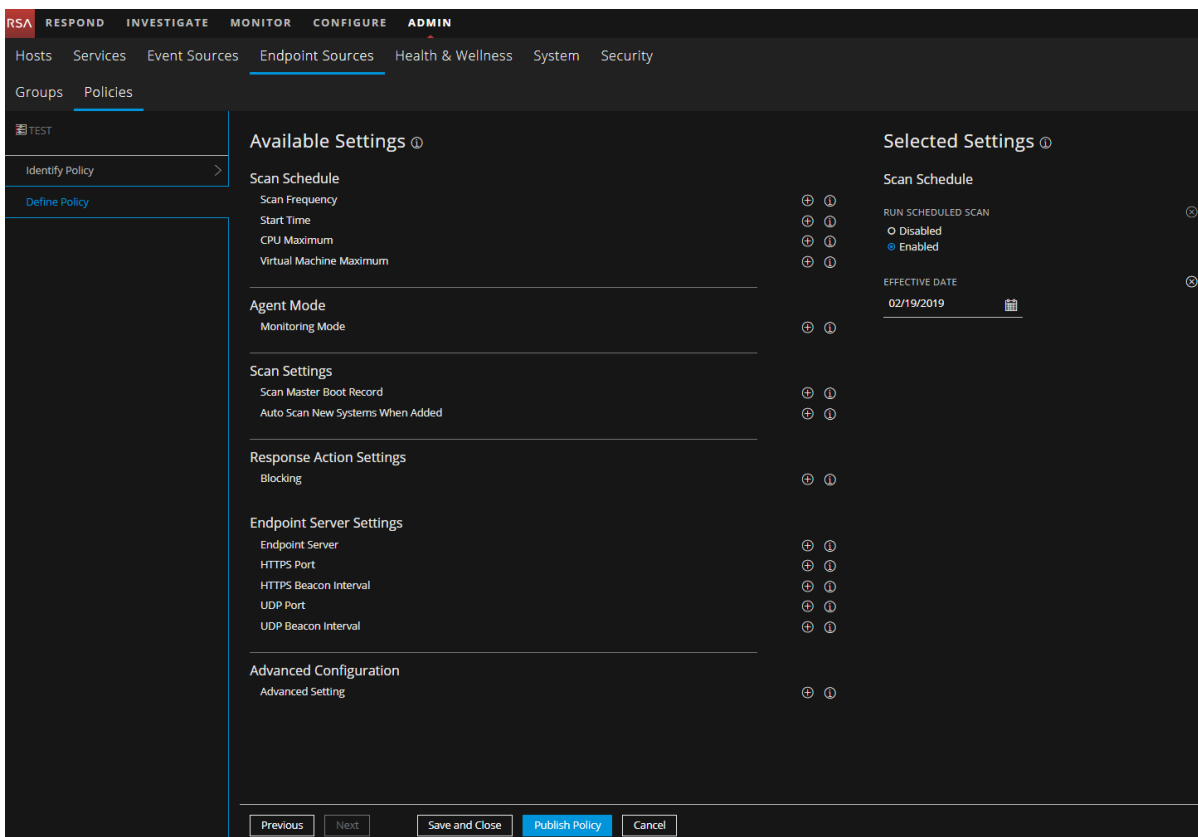 RSA RESPOND INVESTIGATE MONITOR CONFIGURE ADMIN
Hosts Services Event Sources Endpoint Sources Health & Wellness System Security
Groups Policies
TEST
Identify Policy
Define Policy
Available Settings
Scan Schedule
Scan Frequency
Start Time
CPU Maximum
Virtual Machine Maximum
Agent Mode
Monitoring Mode
Scan Settings
Scan Master Boot Record
Auto Scan New Systems When Added
Response Action Settings
Blocking
Endpoint Server Settings
Endpoint Server
HTTPS Port
HTTPS Beacon Interval
UDP Port
UDP Beacon Interval
Advanced Configuration
Advanced Setting
Selected Settings
Scan Schedule
RUN SCHEDULED SCAN
Disabled
Enabled
EFFECTIVE DATE
02/19/2019
Previous Next Save and Close Publish Policy Cancel